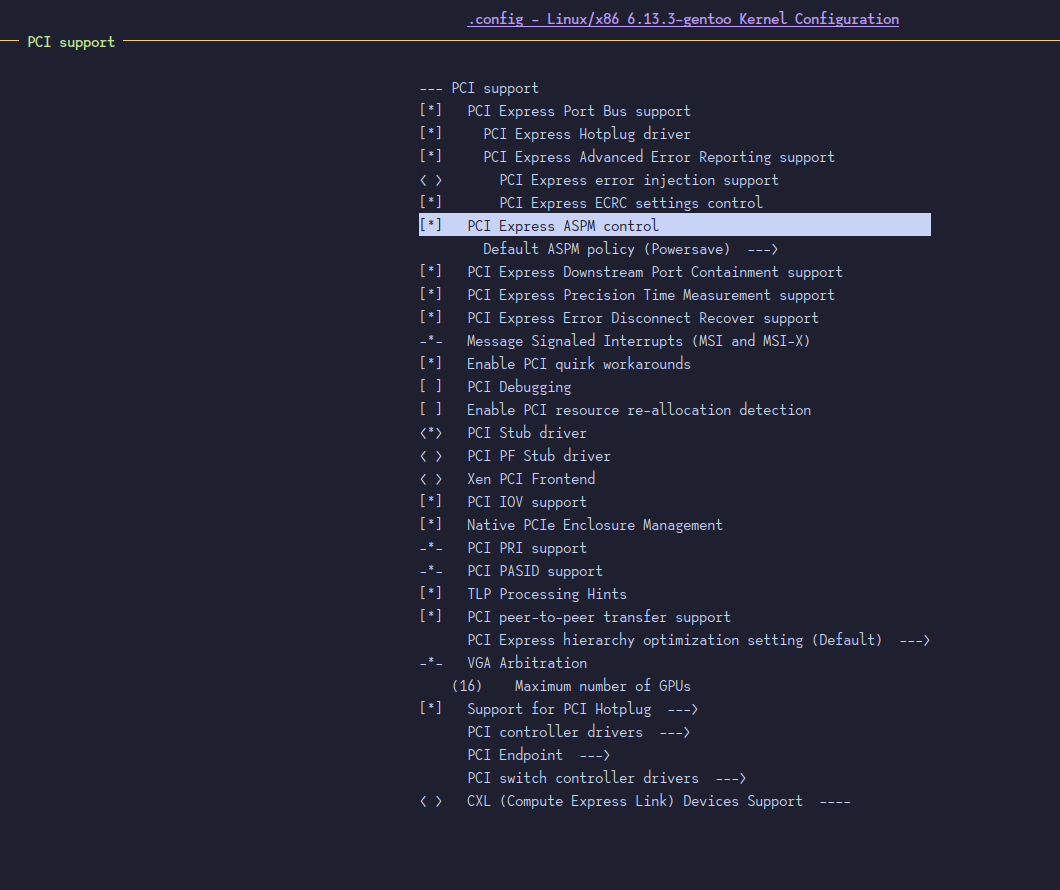 .config - Linux/x86 6.13.3-gentoo Kernel Configuration
PCI support
--- PCI support
[*]   PCI Express Port Bus support
[*]     PCI Express Hotplug driver
[*]     PCI Express Advanced Error Reporting support
< >       PCI Express error injection support
[*]       PCI Express ECRC settings control
[*]   PCI Express ASPM control
        Default ASPM policy (Powersave)  --->
[*]   PCI Express Downstream Port Containment support
[*]   PCI Express Precision Time Measurement support
[*]   PCI Express Error Disconnect Recover support
-*-   Message Signaled Interrupts (MSI and MSI-X)
[*]   Enable PCI quirk workarounds
[ ]   PCI Debugging
[ ]   Enable PCI resource re-allocation detection
<*>   PCI Stub driver
< >   PCI PF Stub driver
< >   Xen PCI Frontend
[*]   PCI IOV support
[*]   Native PCIe Enclosure Management
-*-   PCI PRI support
-*-   PCI PASID support
[*]   TLP Processing Hints
[*]   PCI peer-to-peer transfer support
      PCI Express hierarchy optimization setting (Default)  --->
-*-   VGA Arbitration
    (16)    Maximum number of GPUs
[*]   Support for PCI Hotplug  --->
      PCI controller drivers  --->
      PCI Endpoint  --->
      PCI switch controller drivers  --->
< >   CXL (Compute Express Link) Devices Support  ----